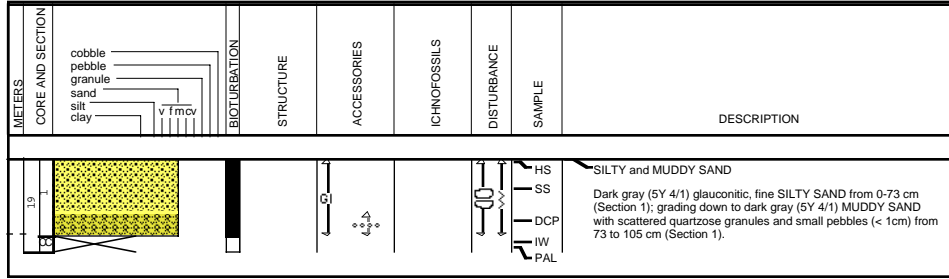 METERS
CORE AND SECTION
cobble
pebble
granule
sand
silt
clay
v f m c v
BIOTURBATION
STRUCTURE
ACCESSORIES
ICHNOFOSSILS
DISTURBANCE
SAMPLE
DESCRIPTION
19
1
Gl
HS
SS
DCP
IW
PAL
SILTY and MUDDY SAND
Dark gray (5Y 4/1) glauconitic, fine SILTY SAND from 0-73 cm
(Section 1); grading down to dark gray (5Y 4/1) MUDDY SAND
with scattered quartzose granules and small pebbles (< 1cm) from
73 to 105 cm (Section 1).